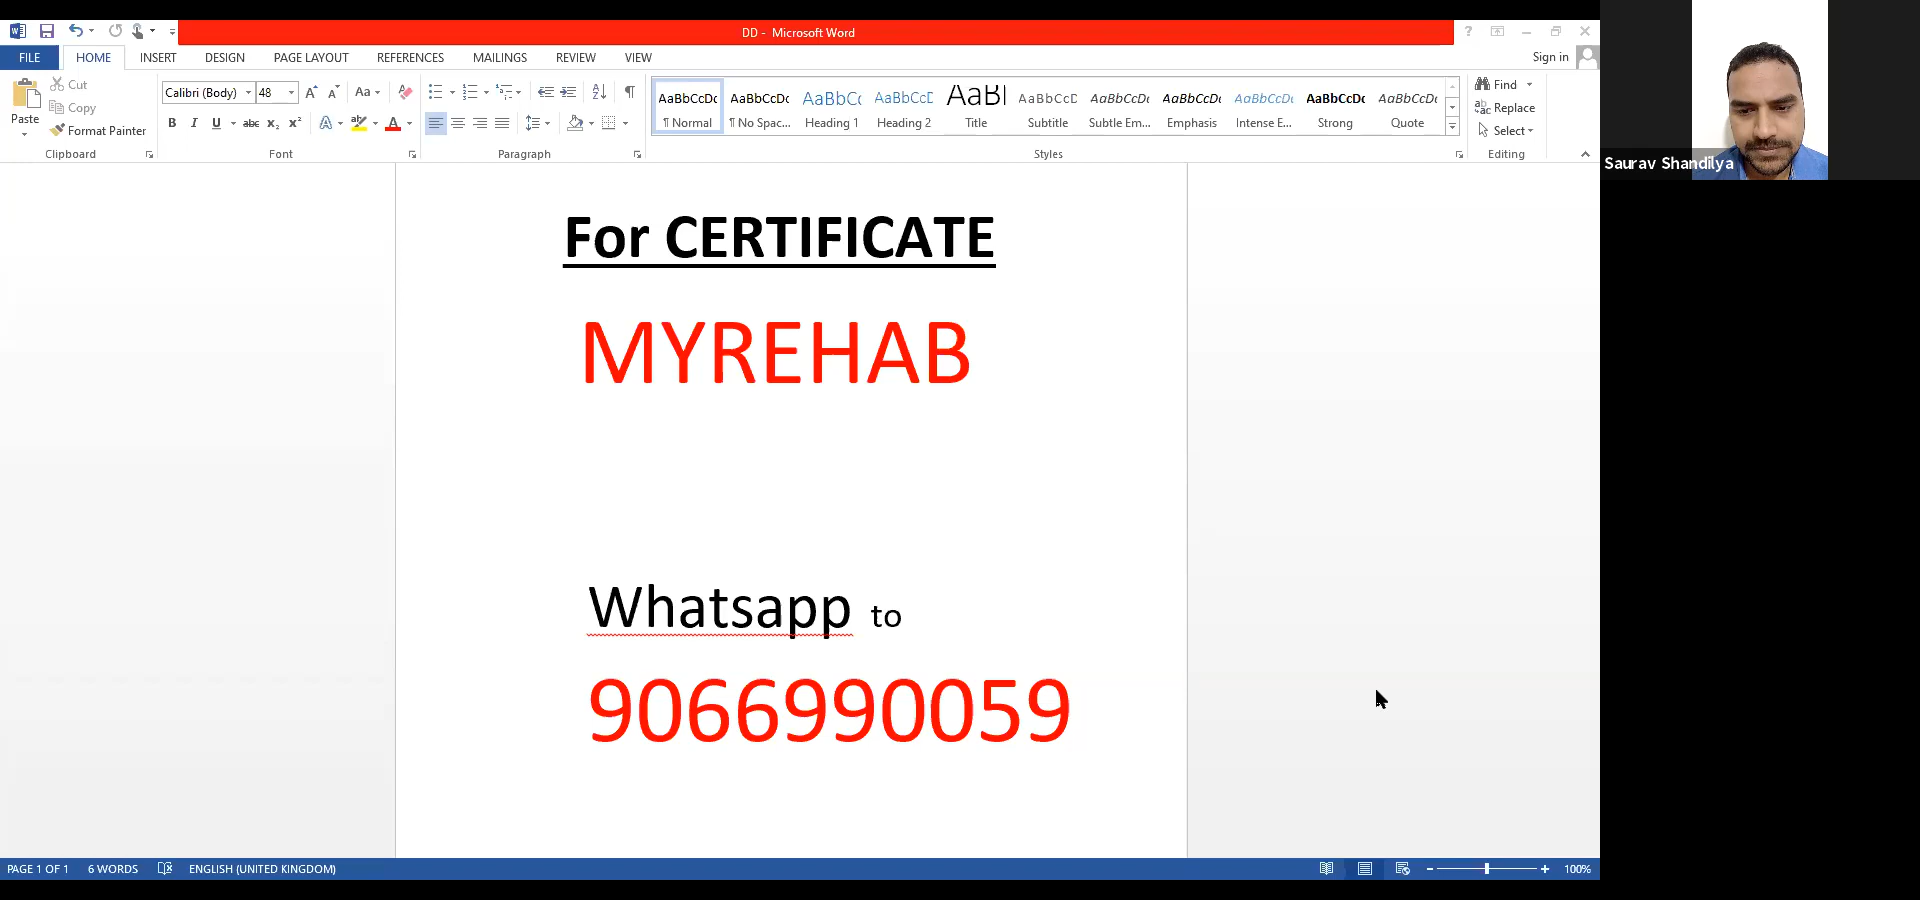 DD - Microsoft Word
FILE HOME INSERT DESIGN PAGE LAYOUT REFERENCES MAILINGS REVIEW VIEW Sign in
Paste
Cut
Copy
Format Painter
Clipboard
Calibri (Body) 48
Font
Paragraph
AaBbCcDc AaBbCcDc AaBbCc AaBbCcD AaBl AaBbCcD AaBbCcDc AaBbCcDc AaBbCcDc AaBbCcDc AaBbCcDc
¶ Normal ¶ No Spac... Heading 1 Heading 2 Title Subtitle Subtle Em... Emphasis Intense E... Strong Quote
Styles
Find
Replace
Select
Editing
Saurav Shandilya
For CERTIFICATE
MYREHAB
Whatsapp to
9066990059
PAGE 1 OF 1 6 WORDS ENGLISH (UNITED KINGDOM) 100%